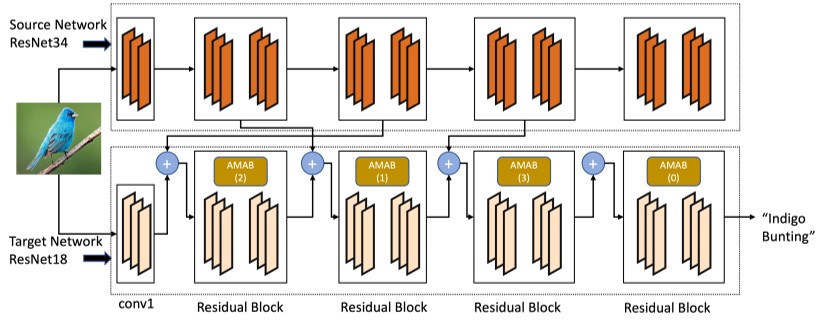 Source Network
ResNet34
AMAB
(2)
AMAB
(1)
AMAB
(3)
AMAB
(0)
+
+
+
+
"Indigo
Bunting"
Target Network
ResNet18
conv1
Residual Block
Residual Block
Residual Block
Residual Block